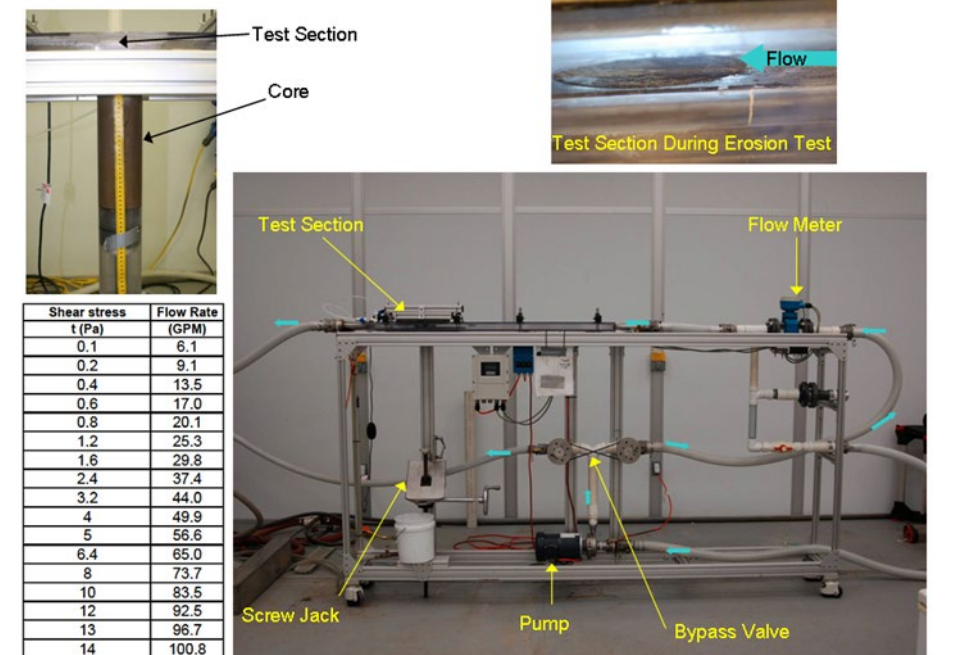 Test Section
Core
Flow
Test Section During Erosion Test
Test Section
Flow Meter
Screw Jack
Pump
Bypass Valve
Shear stress Flow Rate
t (Pa) (GPM)
0.1 6.1
0.2 9.1
0.4 13.5
0.6 17.0
0.8 20.1
1.2 25.3
1.6 29.8
2.4 37.4
3.2 44.0
4 49.9
5 56.6
6.4 65.0
8 73.7
10 83.5
12 92.5
13 96.7
14 100.8